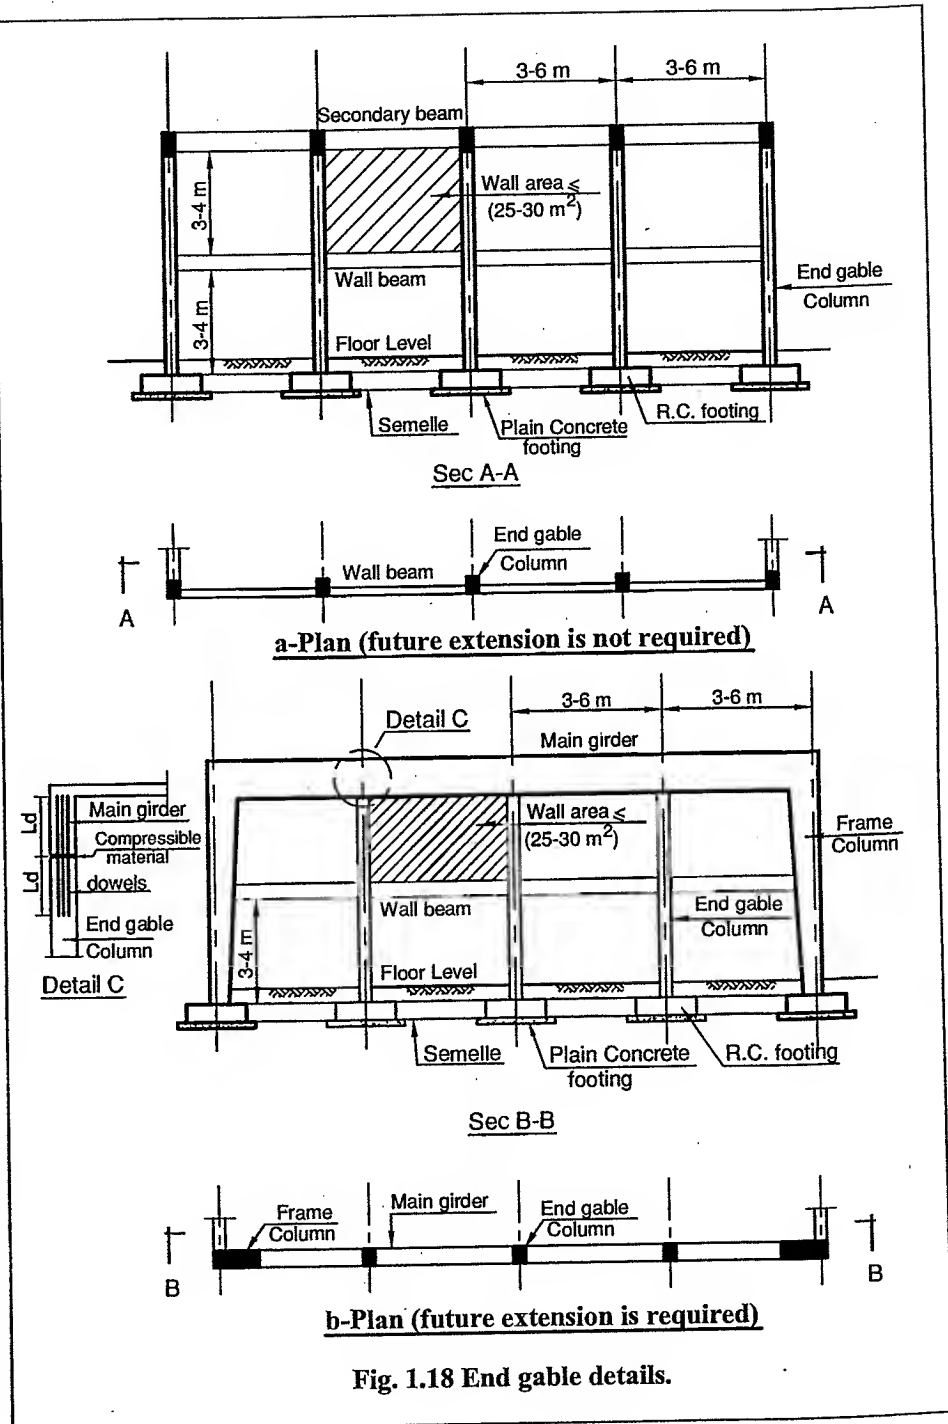 3-6 m
3-6 m
Secondary beam
3-4 m
Wall area ≤
(25-30 m²)
Wall beam
End gable
Column
3-4 m
Floor Level
Semelle
Plain Concrete
footing
R.C. footing
Sec A-A
End gable
Column
Wall beam
A
A
a-Plan (future extension is not required)
3-6 m
3-6 m
Detail C
Main girder
Ld
Main girder
Compressible
material
Ld
dowels
End gable
Column
Detail C
Wall area ≤
(25-30 m²)
Frame
Column
Wall beam
End gable
Column
3-4 m
Floor Level
Semelle
Plain Concrete
footing
R.C. footing
Sec B-B
Frame
Column
Main girder
End gable
Column
B
B
b-Plan (future extension is required)
Fig. 1.18 End gable details.